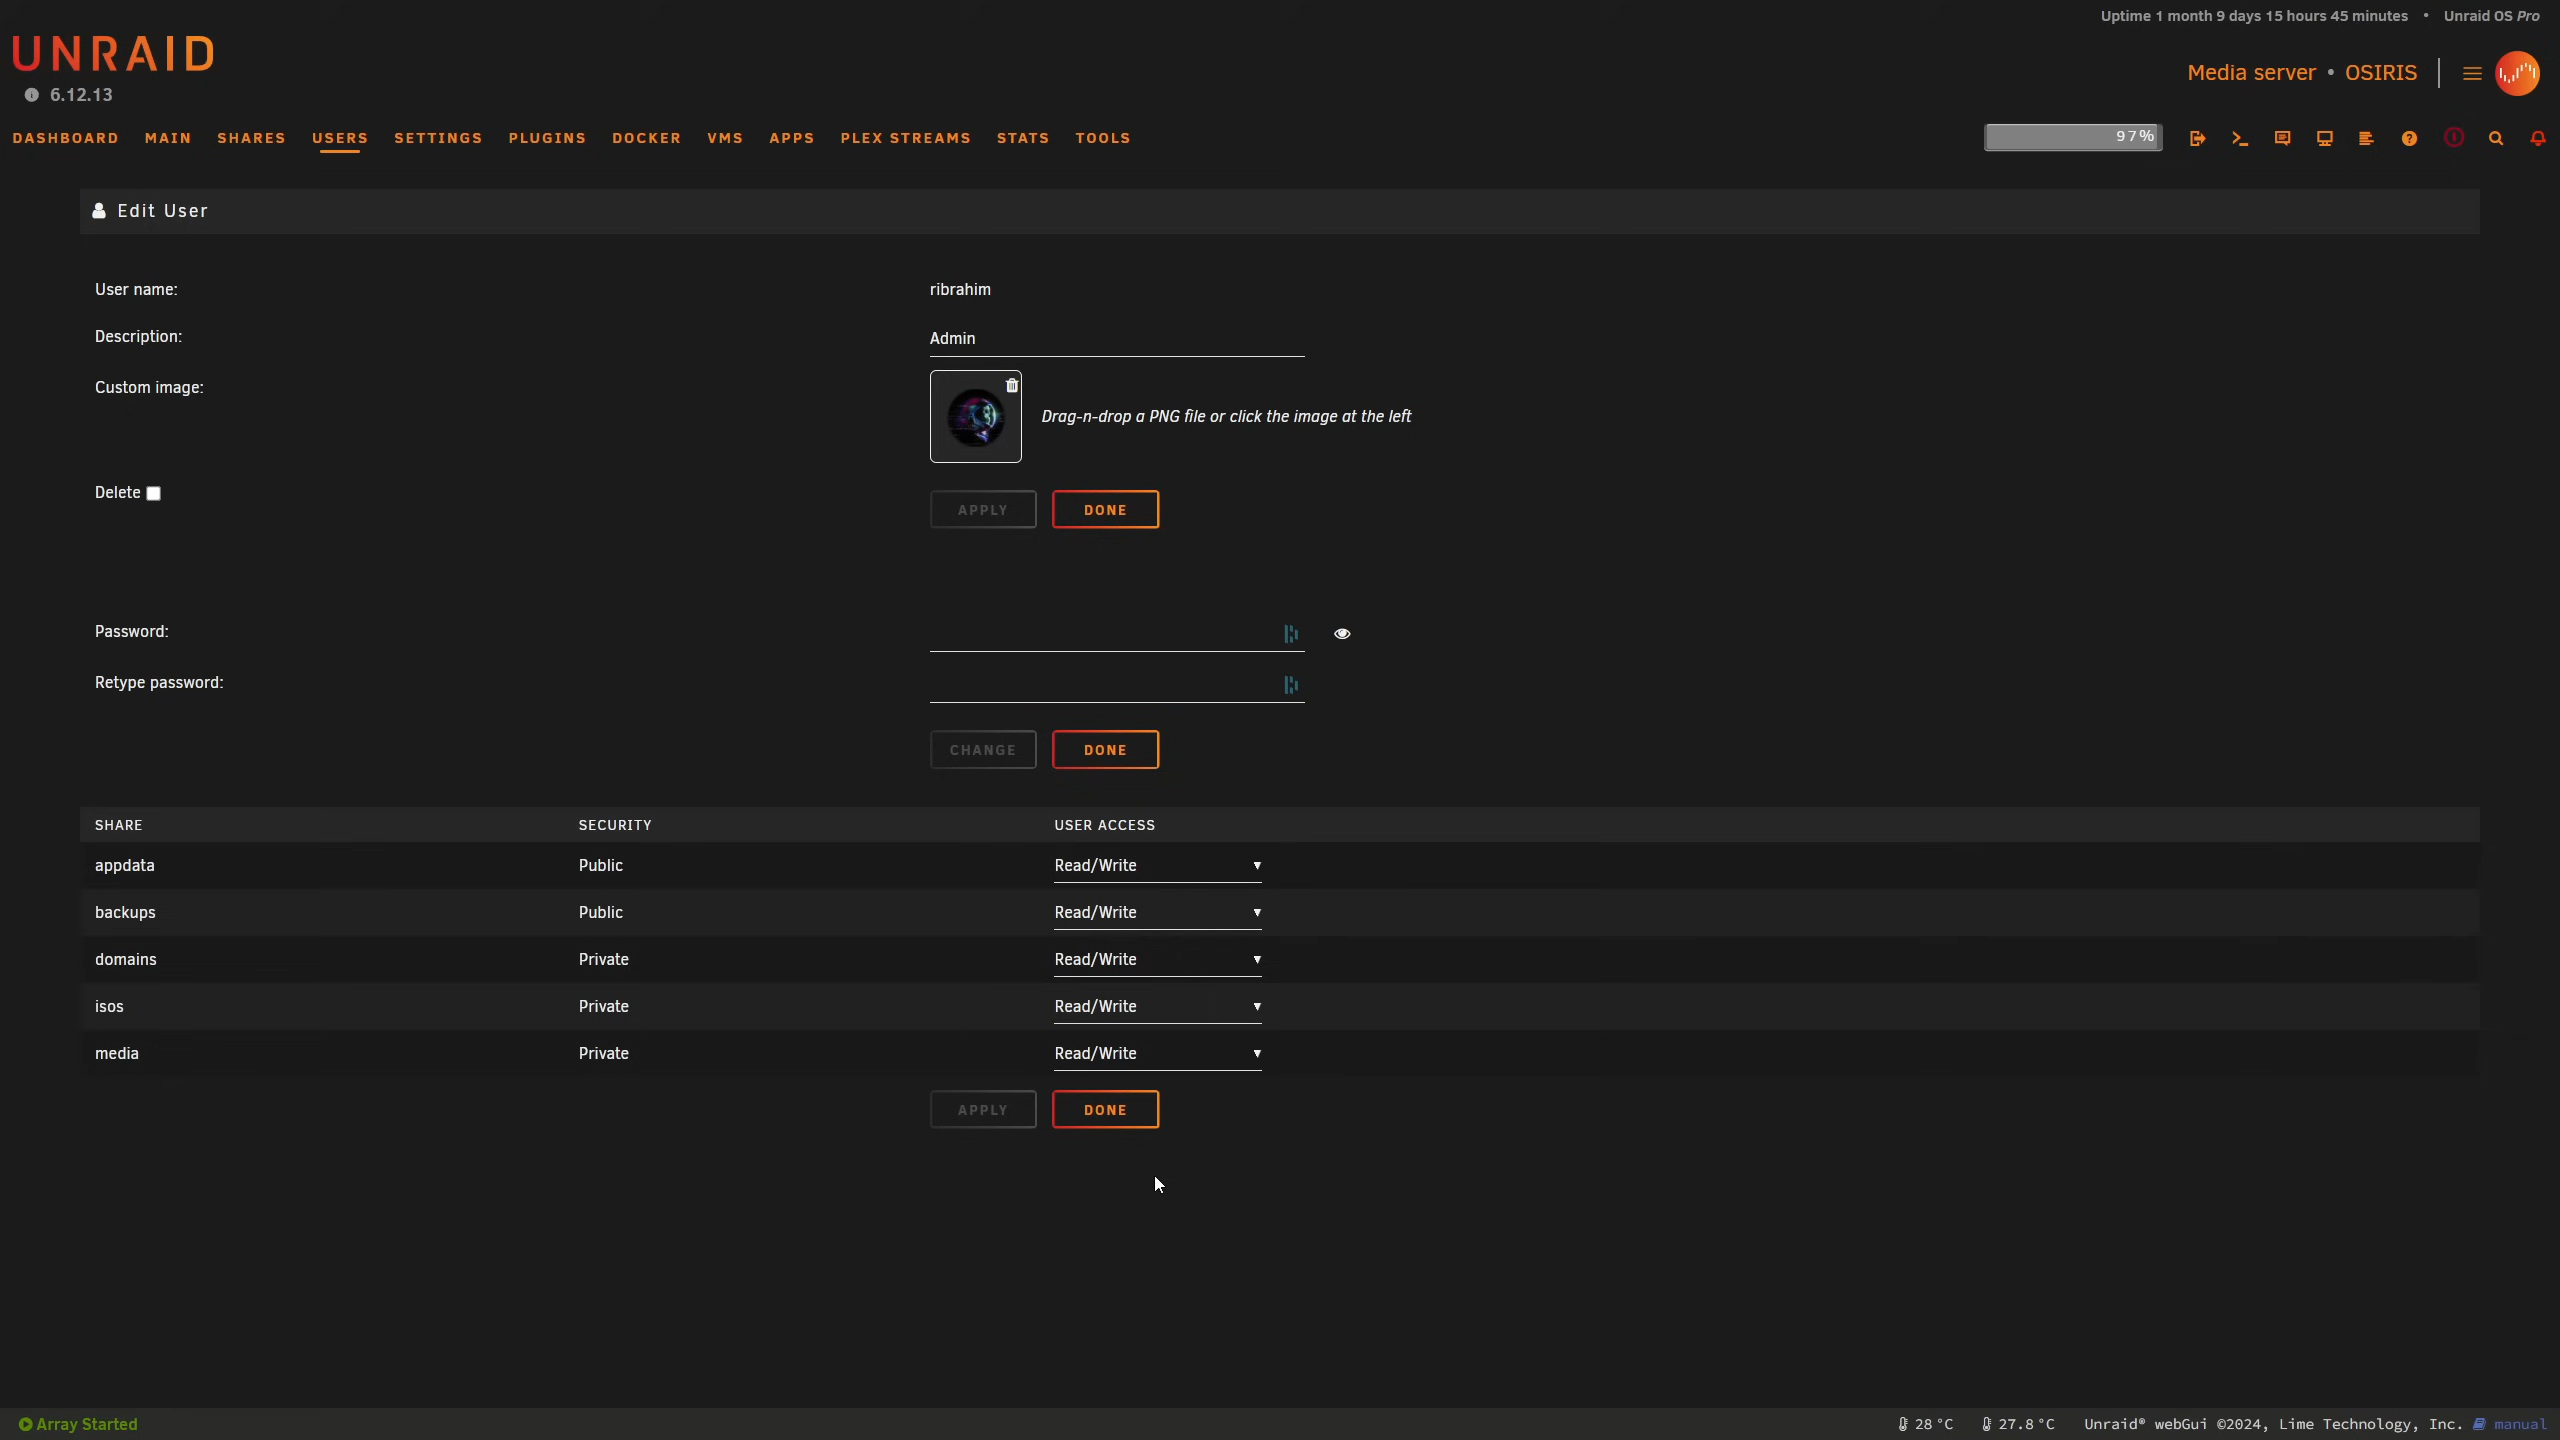 Uptime 1 month 9 days 15 hours 45 minutes • Unraid OS Pro
UNRAID
6.12.13
Media server • OSIRIS
DASHBOARD MAIN SHARES USERS SETTINGS PLUGINS DOCKER VMS APPS PLEX STREAMS STATS TOOLS
97%
Edit User
User name: ribrahim
Description: Admin
Custom image: Drag-n-drop a PNG file or click the image at the left
Delete APPLY DONE
Password:
Retype password:
CHANGE DONE
SHARE SECURITY USER ACCESS
appdata Public Read/Write
backups Public Read/Write
domains Private Read/Write
isos Private Read/Write
media Private Read/Write
APPLY DONE
Array Started
28 °C 27.8 °C Unraid® webGui ©2024, Lime Technology, Inc. manual